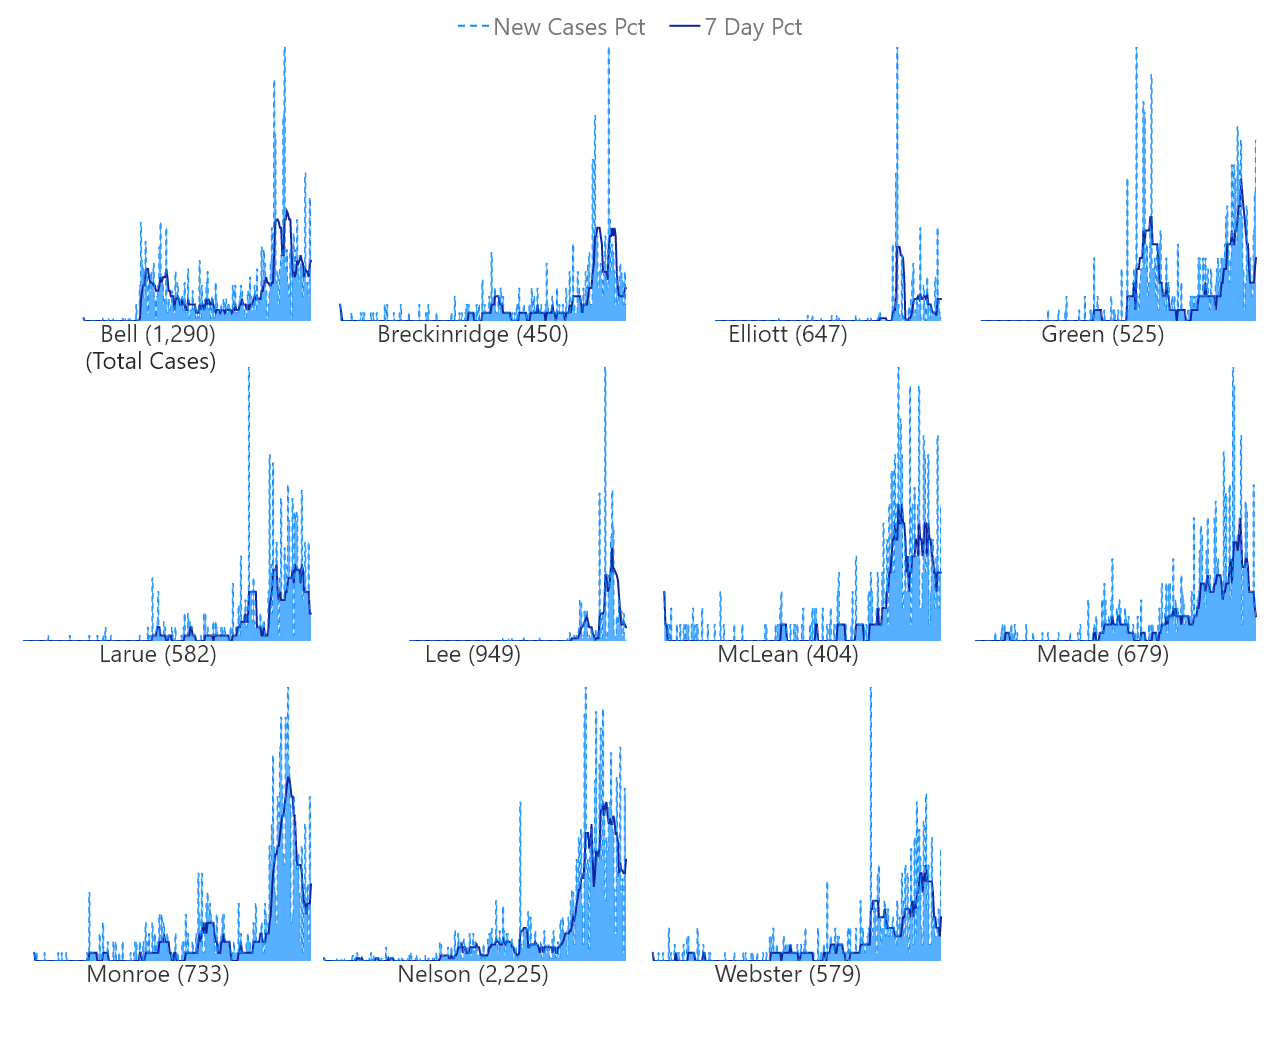 New Cases Pct 7 Day Pct
Bell (1,290) Breckinridge (450) Elliott (647) Green (525)
(Total Cases)
Larue (582) Lee (949) McLean (404) Meade (679)
Monroe (733) Nelson (2,225) Webster (579)